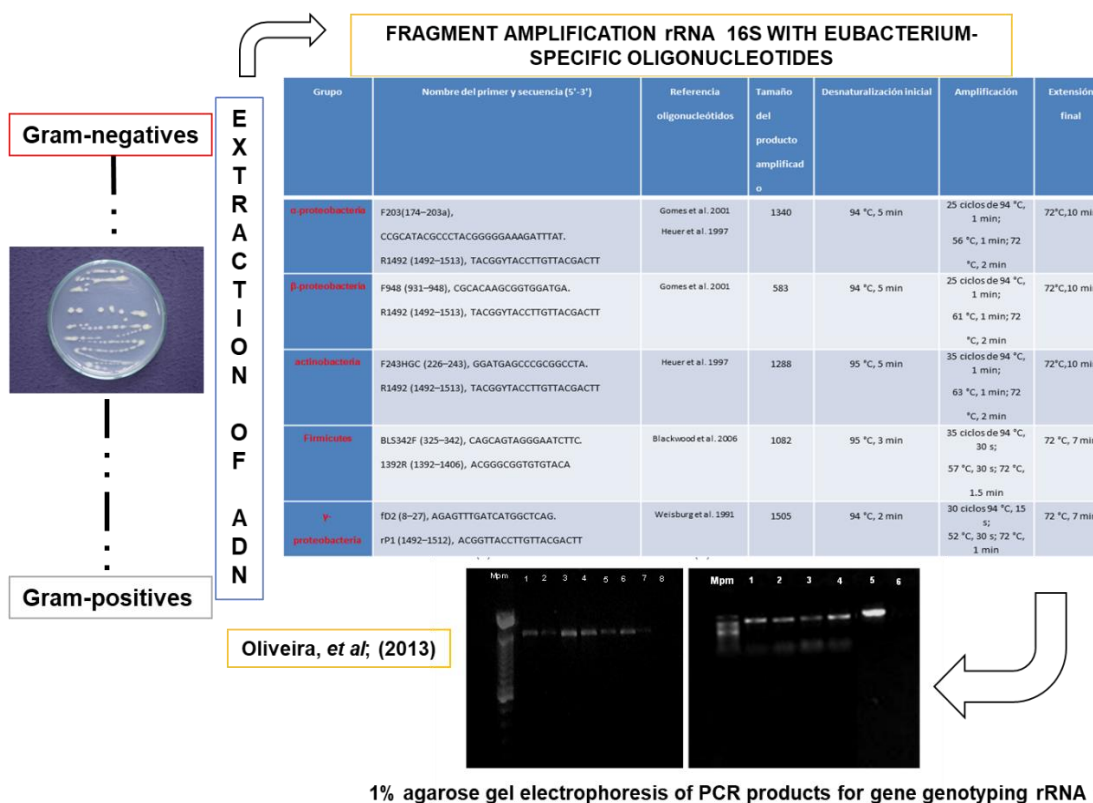 FRAGMENT AMPLIFICATION rRNA 16S WITH EUBACTERIUM-
SPECIFIC OLIGONUCLEOTIDES
Gram-negatives
Gram-positives
EXTRACTION OF ADN
Grupo
Nombre del primer y secuencia (5'-3')
Referencia
oligonucleótidos
Tamaño
del
producto
amplificad
o
Desnaturalización inicial
Amplificación
Extensión
final
α-proteobacteria
F203(174–203a),
CCGCATACGCCCTACGGGGGAAAGATTTAT.
R1492 (1492–1513), TACGGYTACCTTGTTACGACTT
Gomes et al. 2001
Heuer et al. 1997
1340
94 °C, 5 min
25 ciclos de 94 °C,
1 min;
56 °C, 1 min; 72
°C, 2 min
72°C,10 min
β-proteobacteria
F948 (931–948), CGCACAAGCGGTGGATGA.
R1492 (1492–1513), TACGGYTACCTTGTTACGACTT
Gomes et al. 2001
583
94 °C, 5 min
25 ciclos de 94 °C,
1 min;
61 °C, 1 min; 72
°C, 2 min
72°C,10 min
actinobacteria
F243HGC (226–243), GGATGAGCCCGCGGCCTA.
R1492 (1492–1513), TACGGYTACCTTGTTACGACTT
Heuer et al. 1997
1288
95 °C, 5 min
35 ciclos de 94 °C,
1 min;
63 °C, 1 min; 72
°C, 2 min
72°C,10 min
Firmicutes
BLS342F (325–342), CAGCAGTAGGGAATCTTC.
1392R (1392–1406), ACGGGCGGTGTGTACA
Blackwood et al. 2006
1082
95 °C, 3 min
35 ciclos de 94 °C,
30 s;
57 °C, 30 s; 72 °C,
1.5 min
72 °C, 7 min
γ-
proteobacteria
fD2 (8–27), AGAGTTTGATCATGGCTCAG.
rP1 (1492–1512), ACGGTTACCTTGTTACGACTT
Weisburg et al. 1991
1505
94 °C, 2 min
30 ciclos 94 °C, 15
s;
52 °C, 30 s; 72 °C,
1 min
72 °C, 7 min
Mpm 1 2 3 4 5 6 7 8
Mpm 1 2 3 4 5 6
Oliveira, et al; (2013)
1% agarose gel electrophoresis of PCR products for gene genotyping rRNA